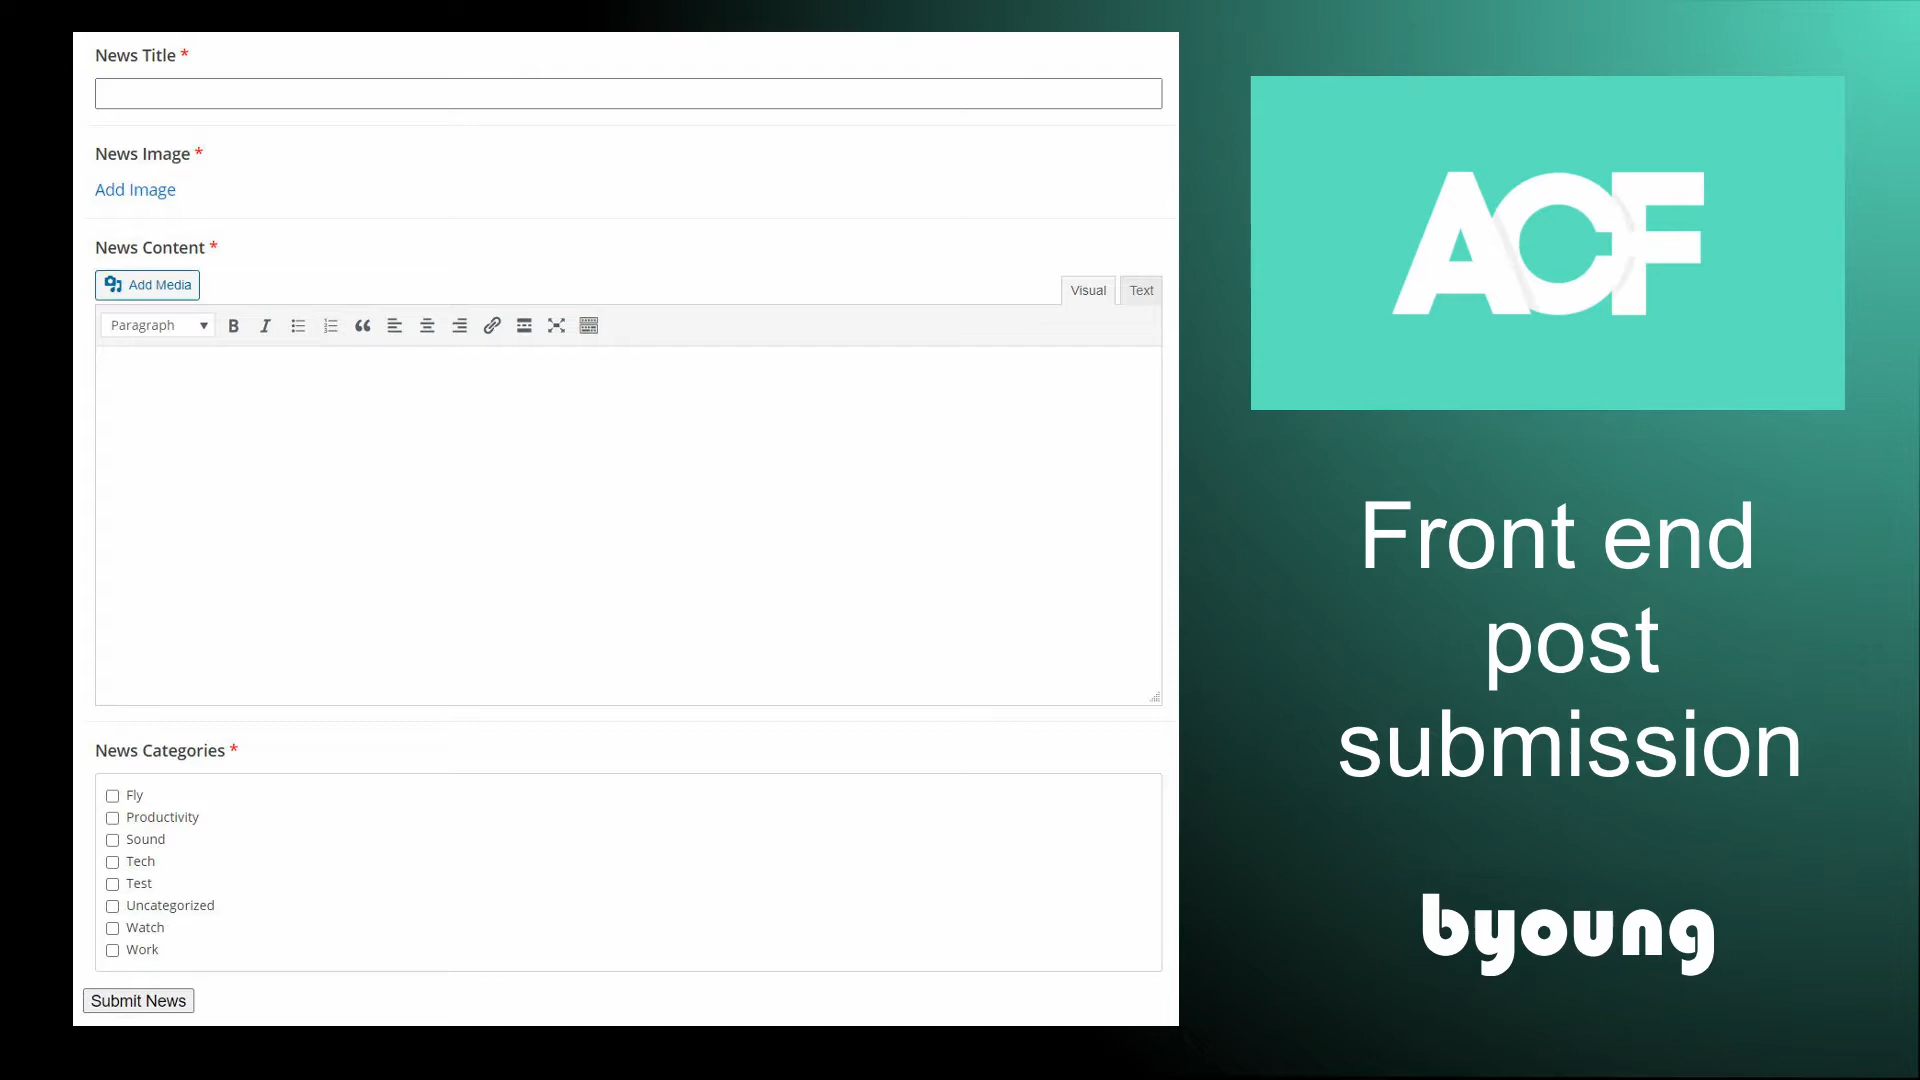 News Title *
News Image *
Add Image
News Content *
Add Media
Visual Text
Paragraph
News Categories *
Fly
Productivity
Sound
Tech
Test
Uncategorized
Watch
Work
Submit News
ACF
Front end
post
submission
byoung